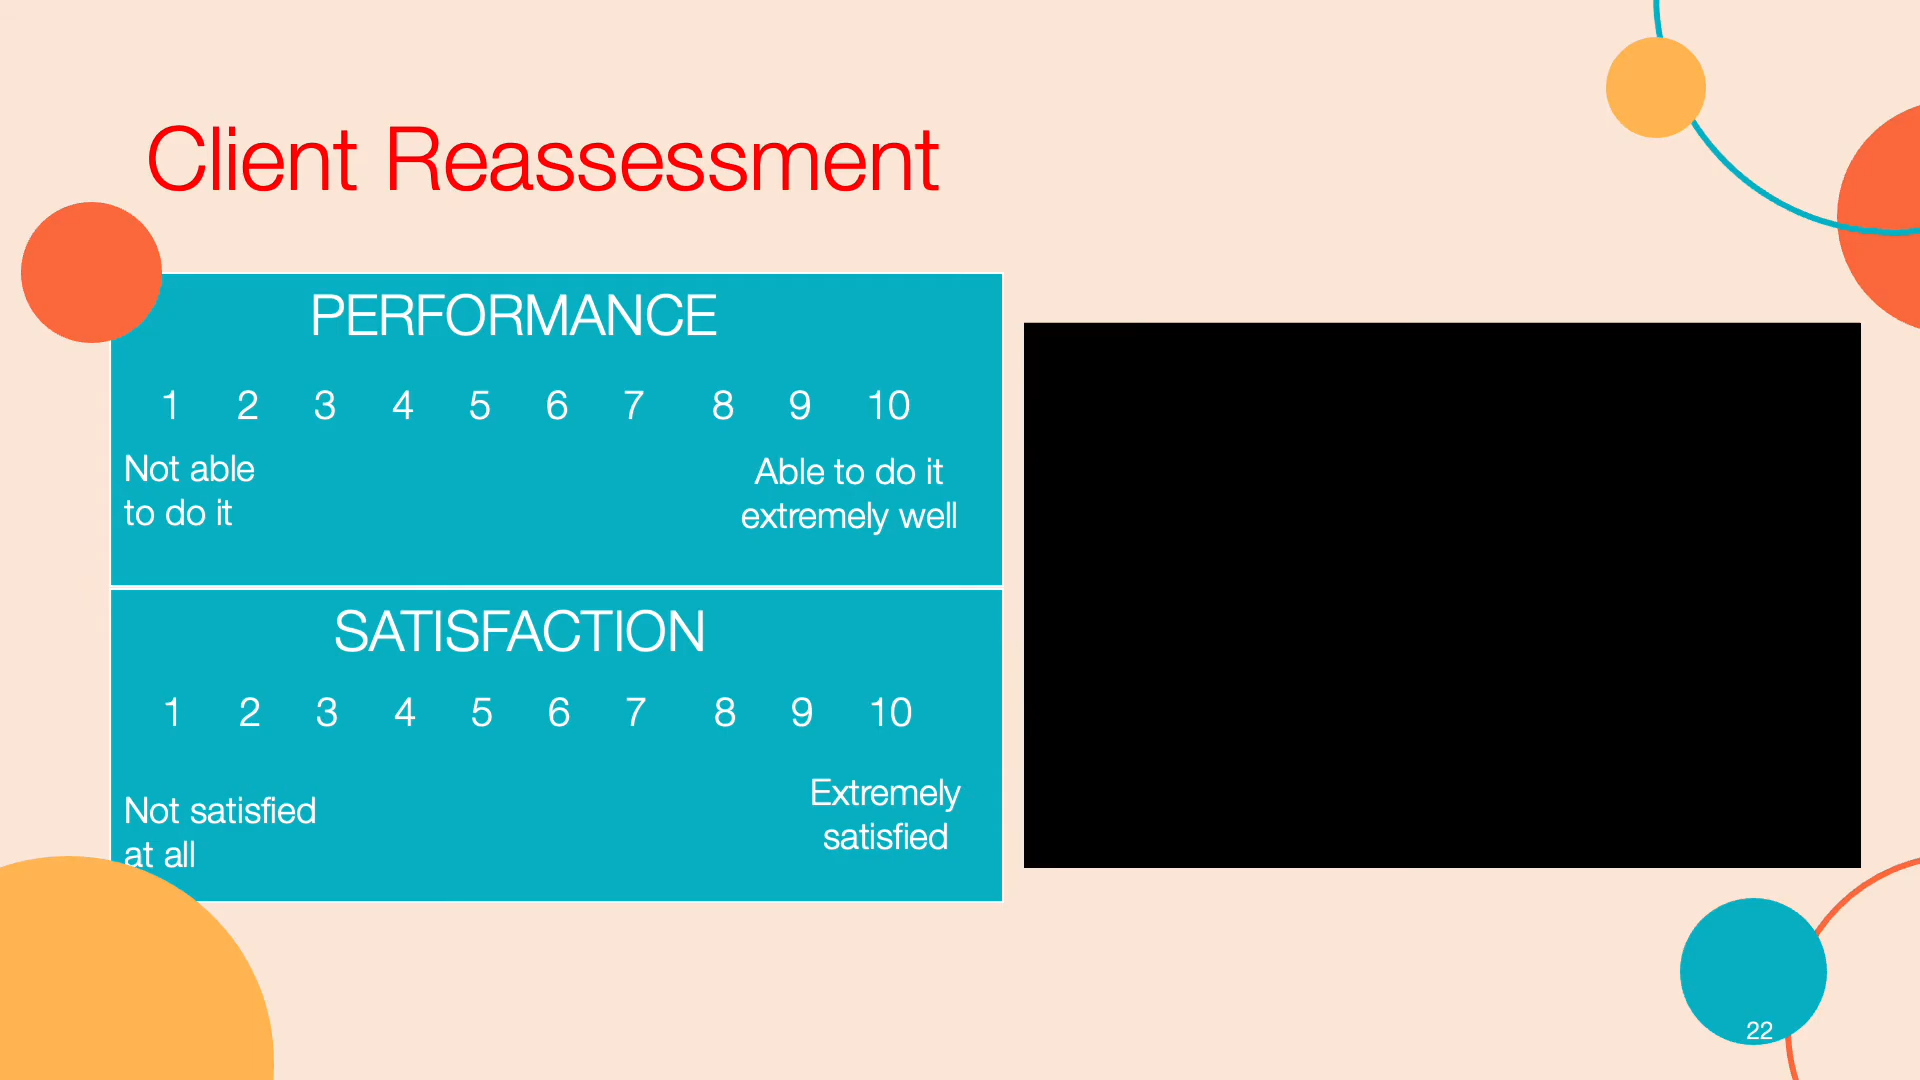 Client Reassessment
PERFORMANCE
1 2 3 4 5 6 7 8 9 10
Not able
to do it
Able to do it
extremely well
SATISFACTION
1 2 3 4 5 6 7 8 9 10
Not satisfied
at all
Extremely
satisfied
22